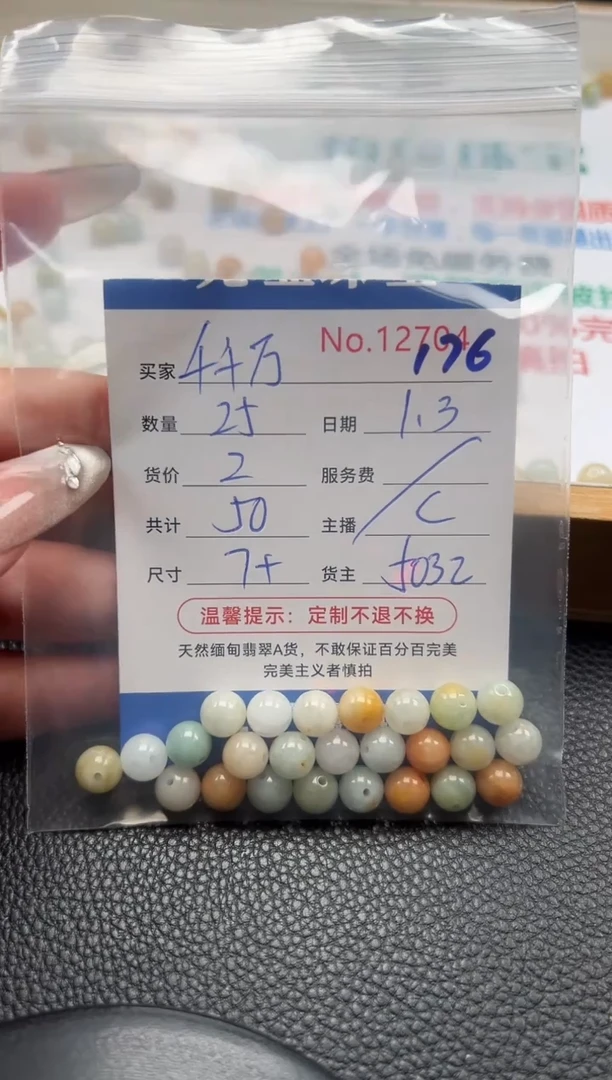 No.12704
196
买家 千千万
数量 25 日期 1.3
货价 2 服务费 /
共计 50 主播 C
尺寸 7+ 货主 5032
温馨提示：定制不退不换
天然缅甸翡翠A货，不敢保证百分百完美
完美主义者慎拍